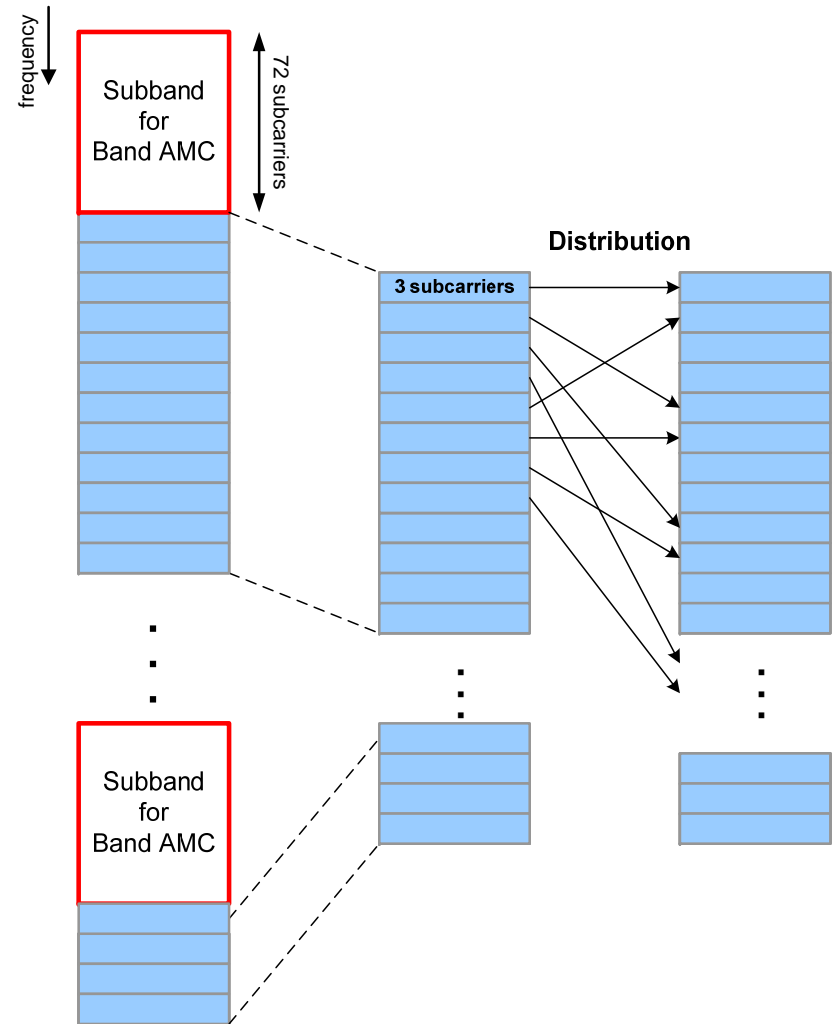 frequency
Subband
for
Band AMC
72 subcarriers
Distribution
3 subcarriers
Subband
for
Band AMC